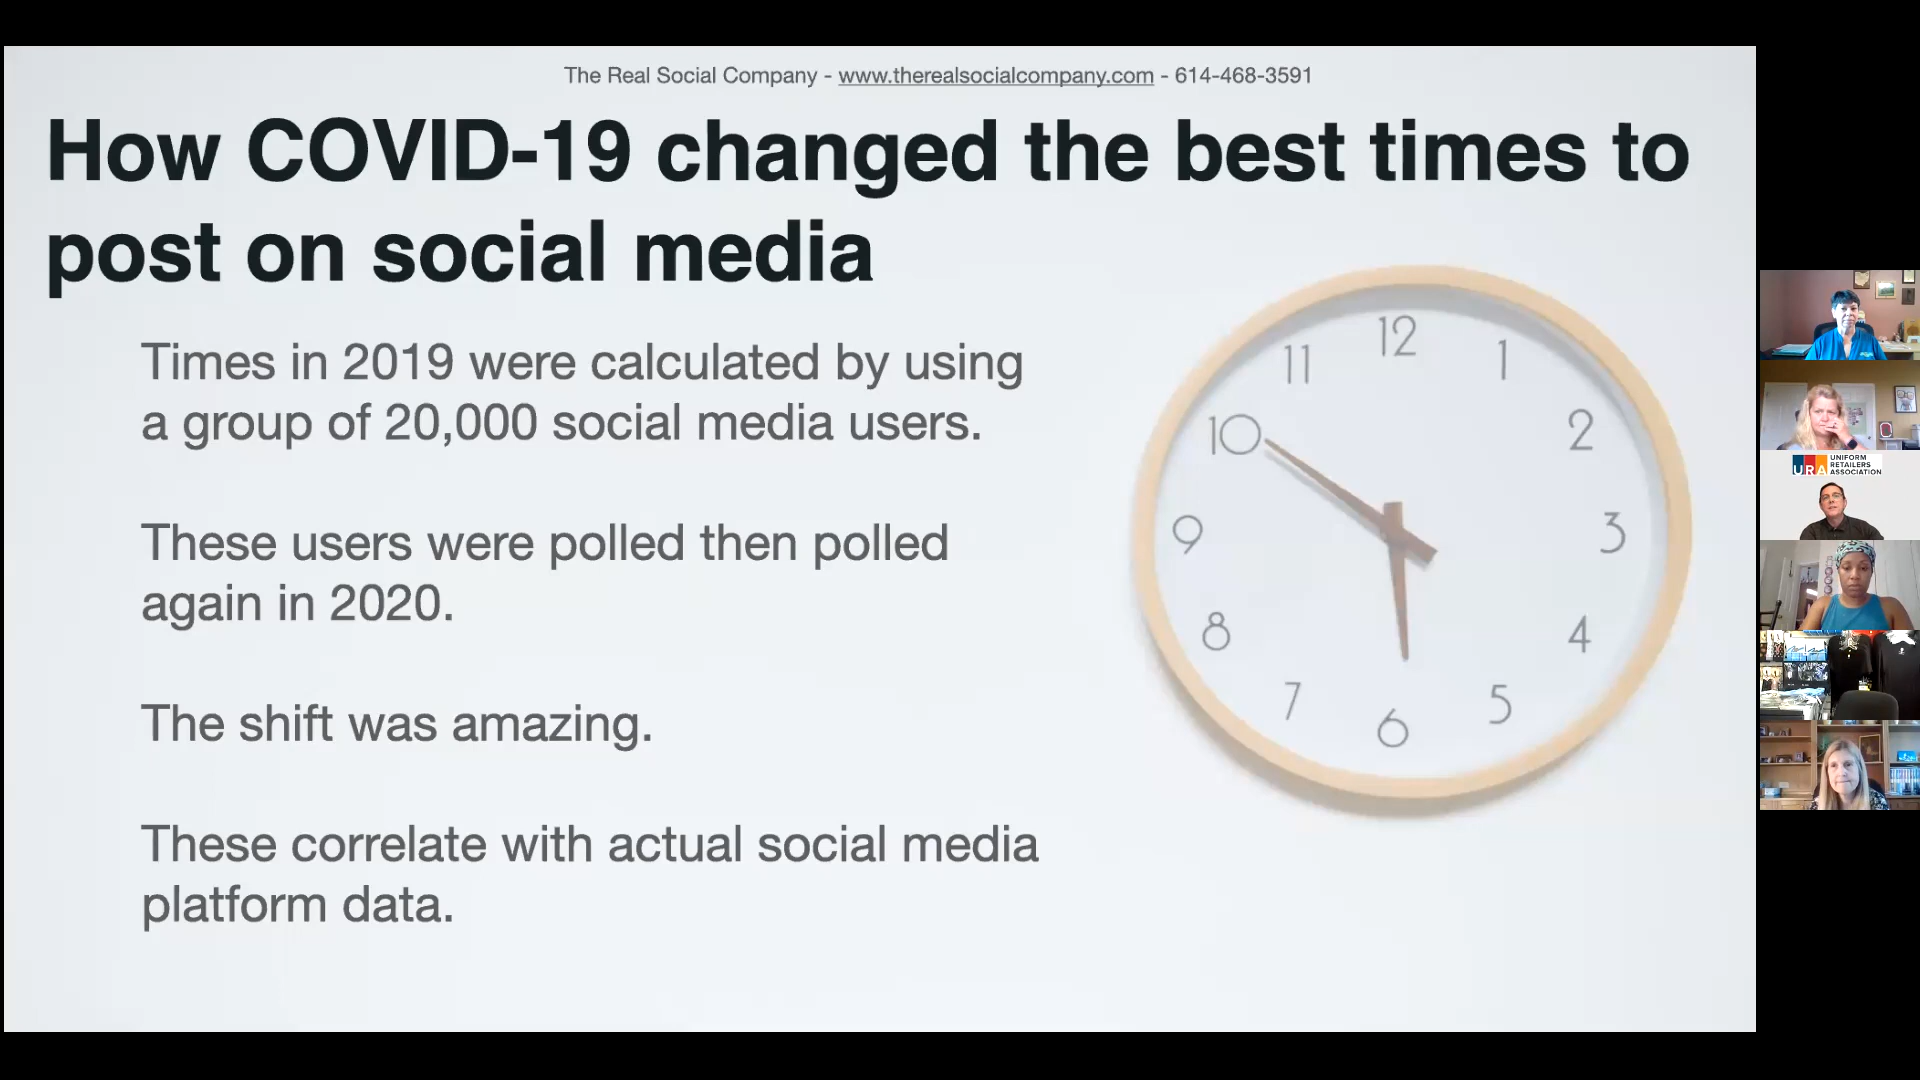 The Real Social Company - www.therealsocialcompany.com - 614-468-3591
How COVID-19 changed the best times to
post on social media
Times in 2019 were calculated by using
a group of 20,000 social media users.
These users were polled then polled
again in 2020.
The shift was amazing.
These correlate with actual social media
platform data.
12
1
2
3
4
5
6
7
8
9
10
11
URA UNIFORM
RETAILERS
ASSOCIATION